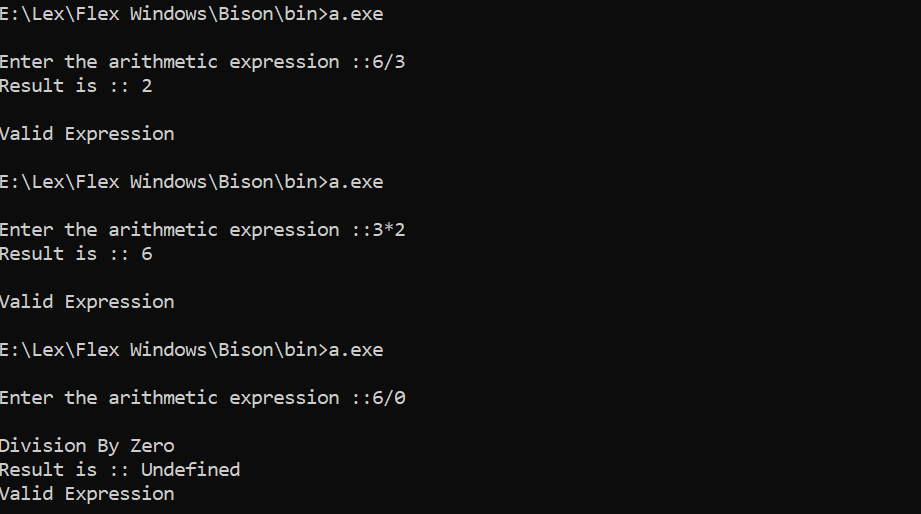 E:\Lex\Flex Windows\Bison\bin>a.exe
Enter the arithmetic expression ::6/3
Result is :: 2
Valid Expression
E:\Lex\Flex Windows\Bison\bin>a.exe
Enter the arithmetic expression ::3*2
Result is :: 6
Valid Expression
E:\Lex\Flex Windows\Bison\bin>a.exe
Enter the arithmetic expression ::6/0
Division By Zero
Result is :: Undefined
Valid Expression